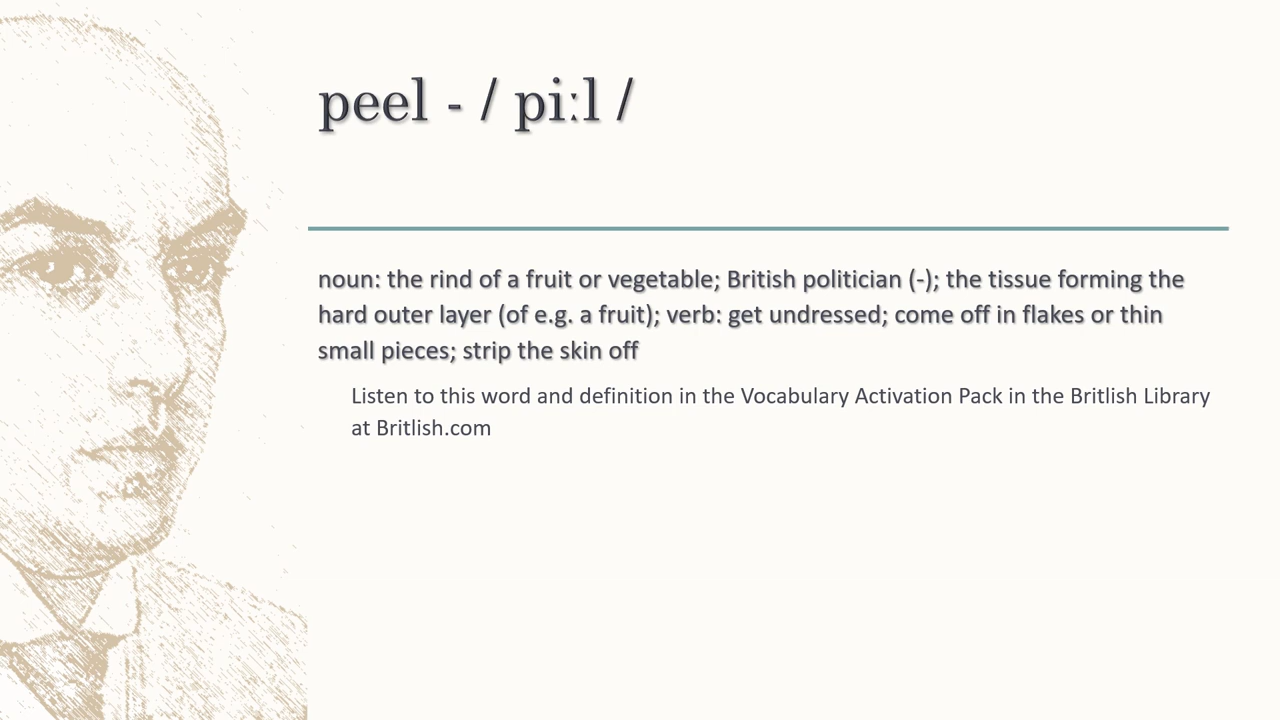 peel - / piːl /
noun: the rind of a fruit or vegetable; British politician (-); the tissue forming the
hard outer layer (of e.g. a fruit); verb: get undressed; come off in flakes or thin
small pieces; strip the skin off
Listen to this word and definition in the Vocabulary Activation Pack in the Britlish Library
at Britlish.com